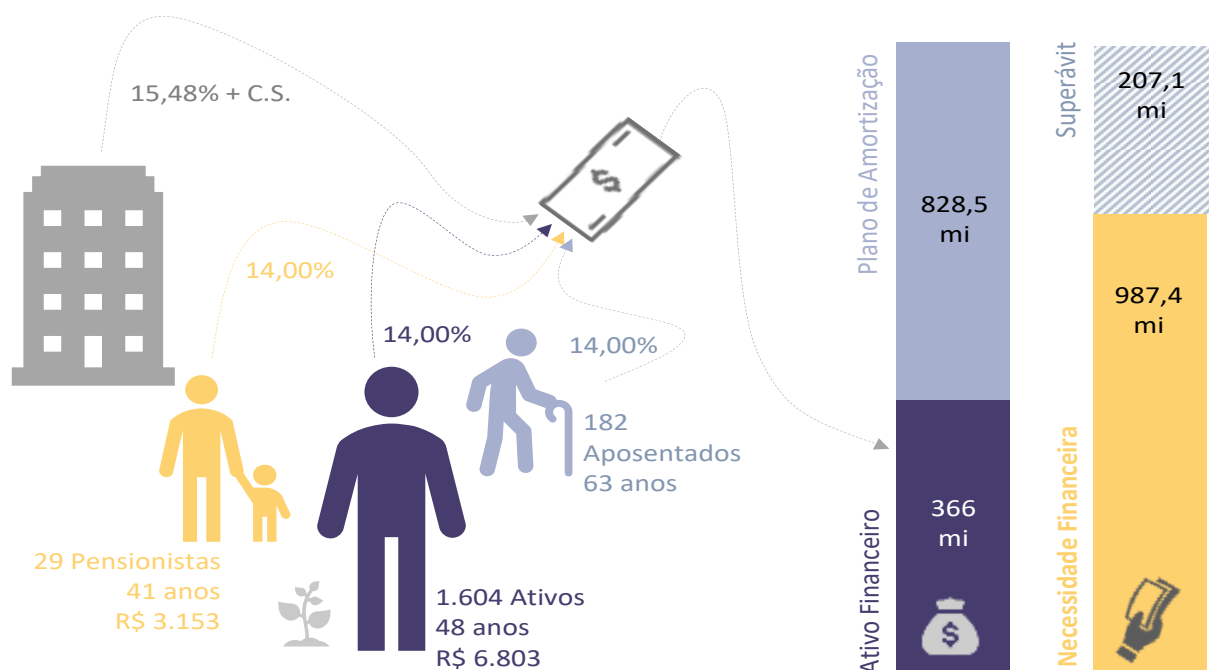 15,48% + C.S.
14,00%
14,00%
14,00%
29 Pensionistas
41 anos
R$ 3.153
1.604 Ativos
48 anos
R$ 6.803
182
Aposentados
63 anos
$
Plano de Amortização
828,5
mi
Ativo Financeiro
366
mi
$
Superávit
207,1
mi
Necessidade Financeira
987,4
mi